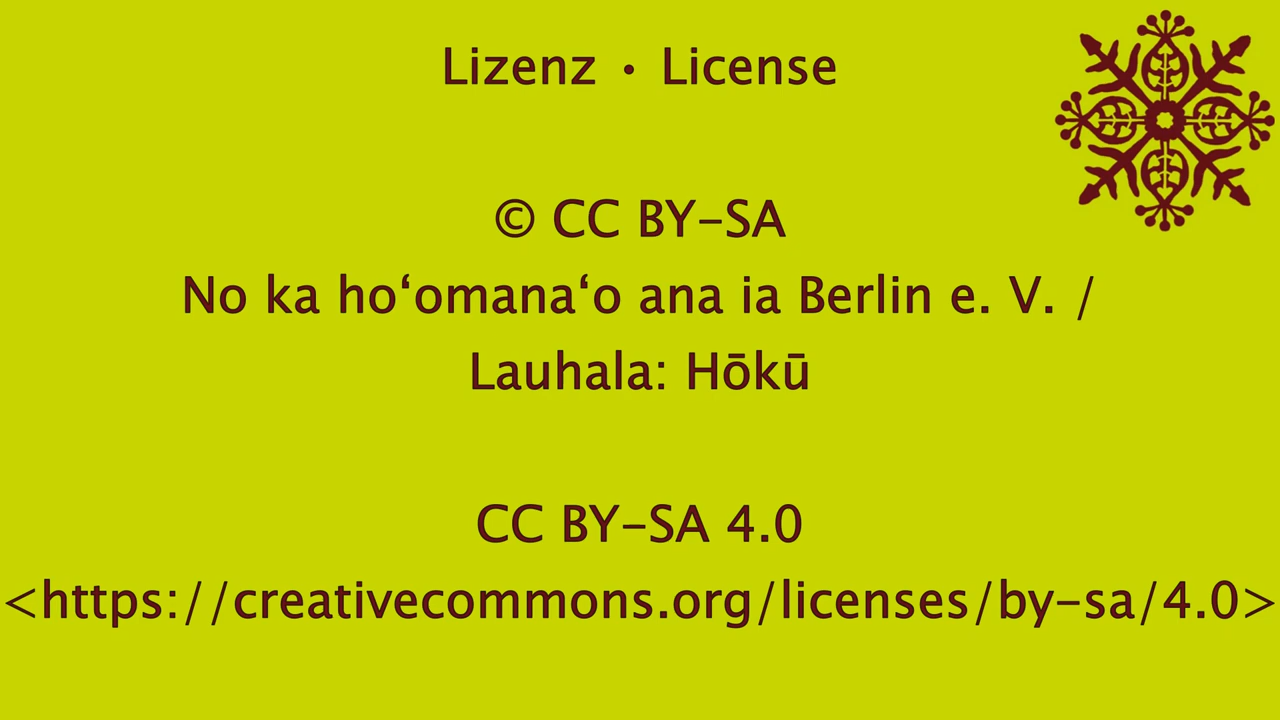 Lizenz • License
© CC BY–SA
No ka hoʻomanaʻo ana ia Berlin e. V. /
Lauhala: Hōkū
CC BY–SA 4.0
<https://creativecommons.org/licenses/by–sa/4.0>